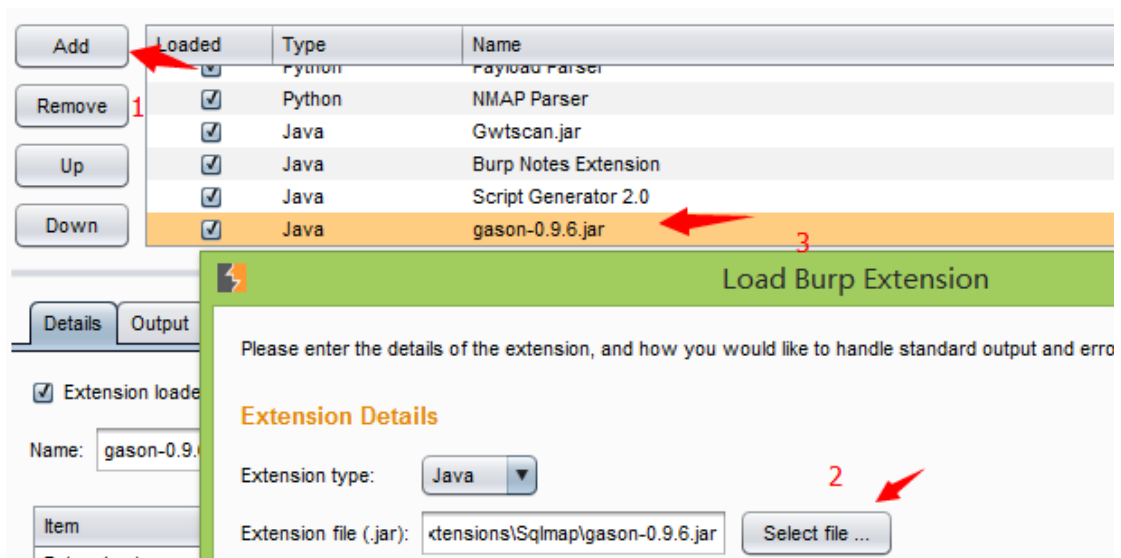 Add
Loaded Type Name
Python Payload Parser
Remove 1
Python NMAP Parser
Java Gwtscan.jar
Up
Java Burp Notes Extension
Java Script Generator 2.0
Down
Java gason-0.9.6.jar
3
Load Burp Extension
Details Output
Please enter the details of the extension, and how you would like to handle standard output and erro
Extension loade
Extension Details
Name: gason-0.9.
Extension type: Java
2
Item
Extension file (.jar): xtensions\Sqlmap\gason-0.9.6.jar Select file ...